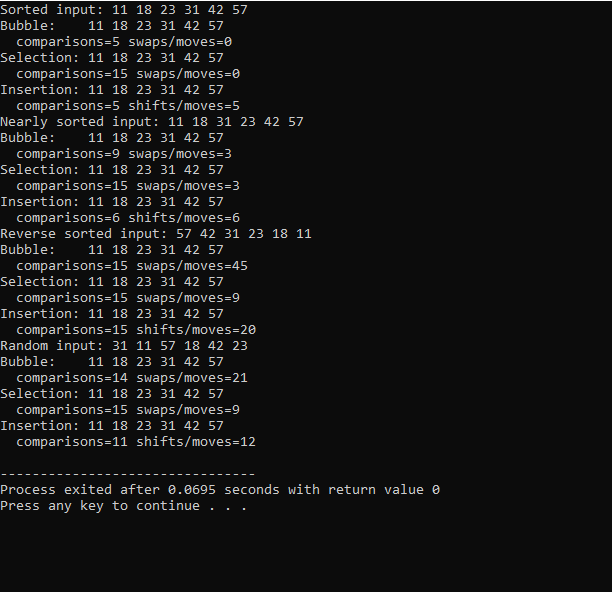 Sorted input: 11 18 23 31 42 57
Bubble:    11 18 23 31 42 57
  comparisons=5 swaps/moves=0
Selection: 11 18 23 31 42 57
  comparisons=15 swaps/moves=0
Insertion: 11 18 23 31 42 57
  comparisons=5 shifts/moves=5
Nearly sorted input: 11 18 31 23 42 57
Bubble:    11 18 23 31 42 57
  comparisons=9 swaps/moves=3
Selection: 11 18 23 31 42 57
  comparisons=15 swaps/moves=3
Insertion: 11 18 23 31 42 57
  comparisons=6 shifts/moves=6
Reverse sorted input: 57 42 31 23 18 11
Bubble:    11 18 23 31 42 57
  comparisons=15 swaps/moves=45
Selection: 11 18 23 31 42 57
  comparisons=15 swaps/moves=9
Insertion: 11 18 23 31 42 57
  comparisons=15 shifts/moves=20
Random input: 31 11 57 18 42 23
Bubble:    11 18 23 31 42 57
  comparisons=14 swaps/moves=21
Selection: 11 18 23 31 42 57
  comparisons=15 swaps/moves=9
Insertion: 11 18 23 31 42 57
  comparisons=11 shifts/moves=12

--------------------------------
Process exited after 0.0695 seconds with return value 0
Press any key to continue . . .